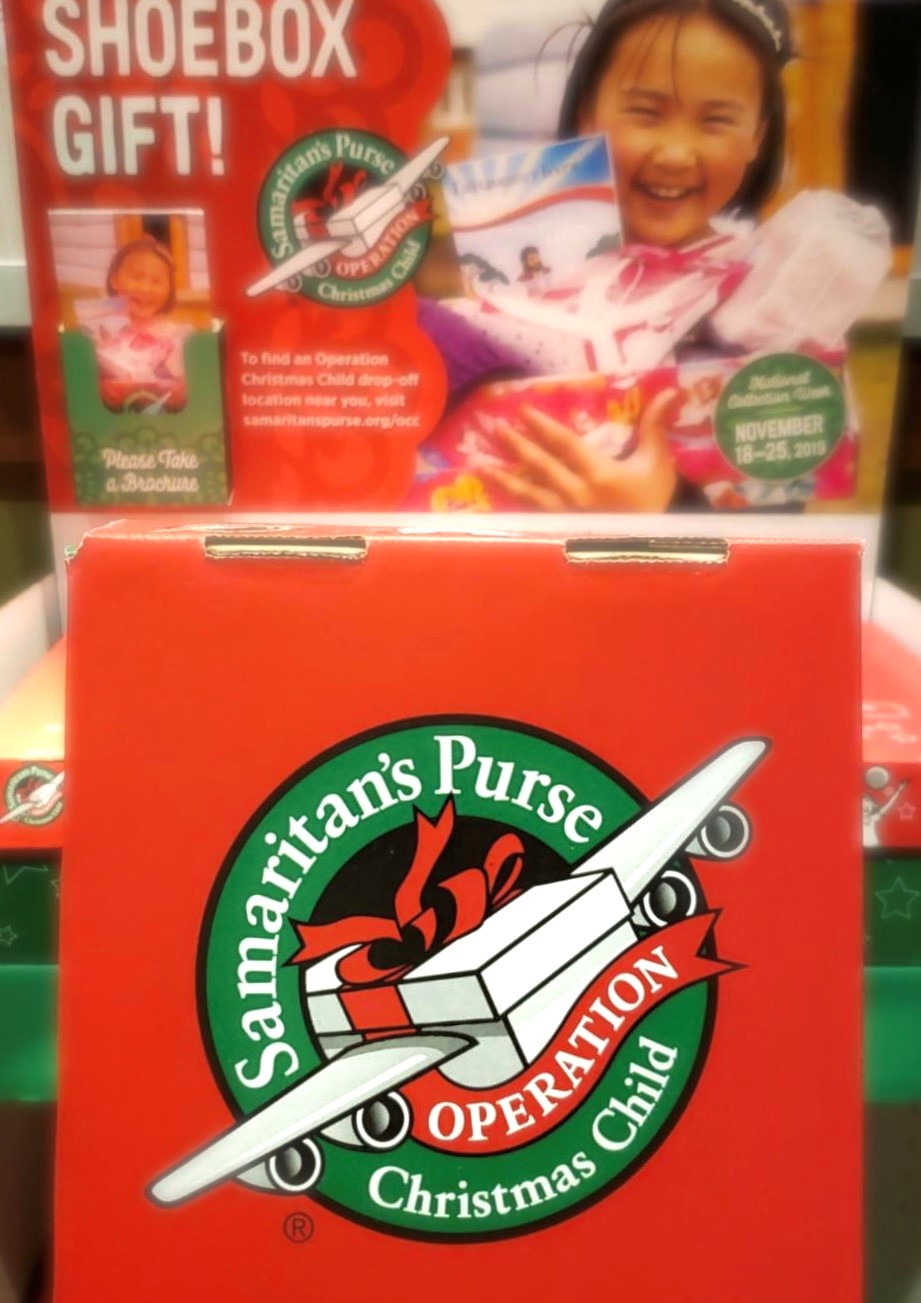 SHOEBOX
GIFT!
Samaritan's Purse
OPERATION
Christmas Child
To find an Operation
Christmas Child drop-off
location near you, visit
samaritanspurse.org/occ
Please Take
a Brochure
National
Collection Week
NOVEMBER
18–25, 2019
Samaritan's Purse
OPERATION
Christmas Child
®